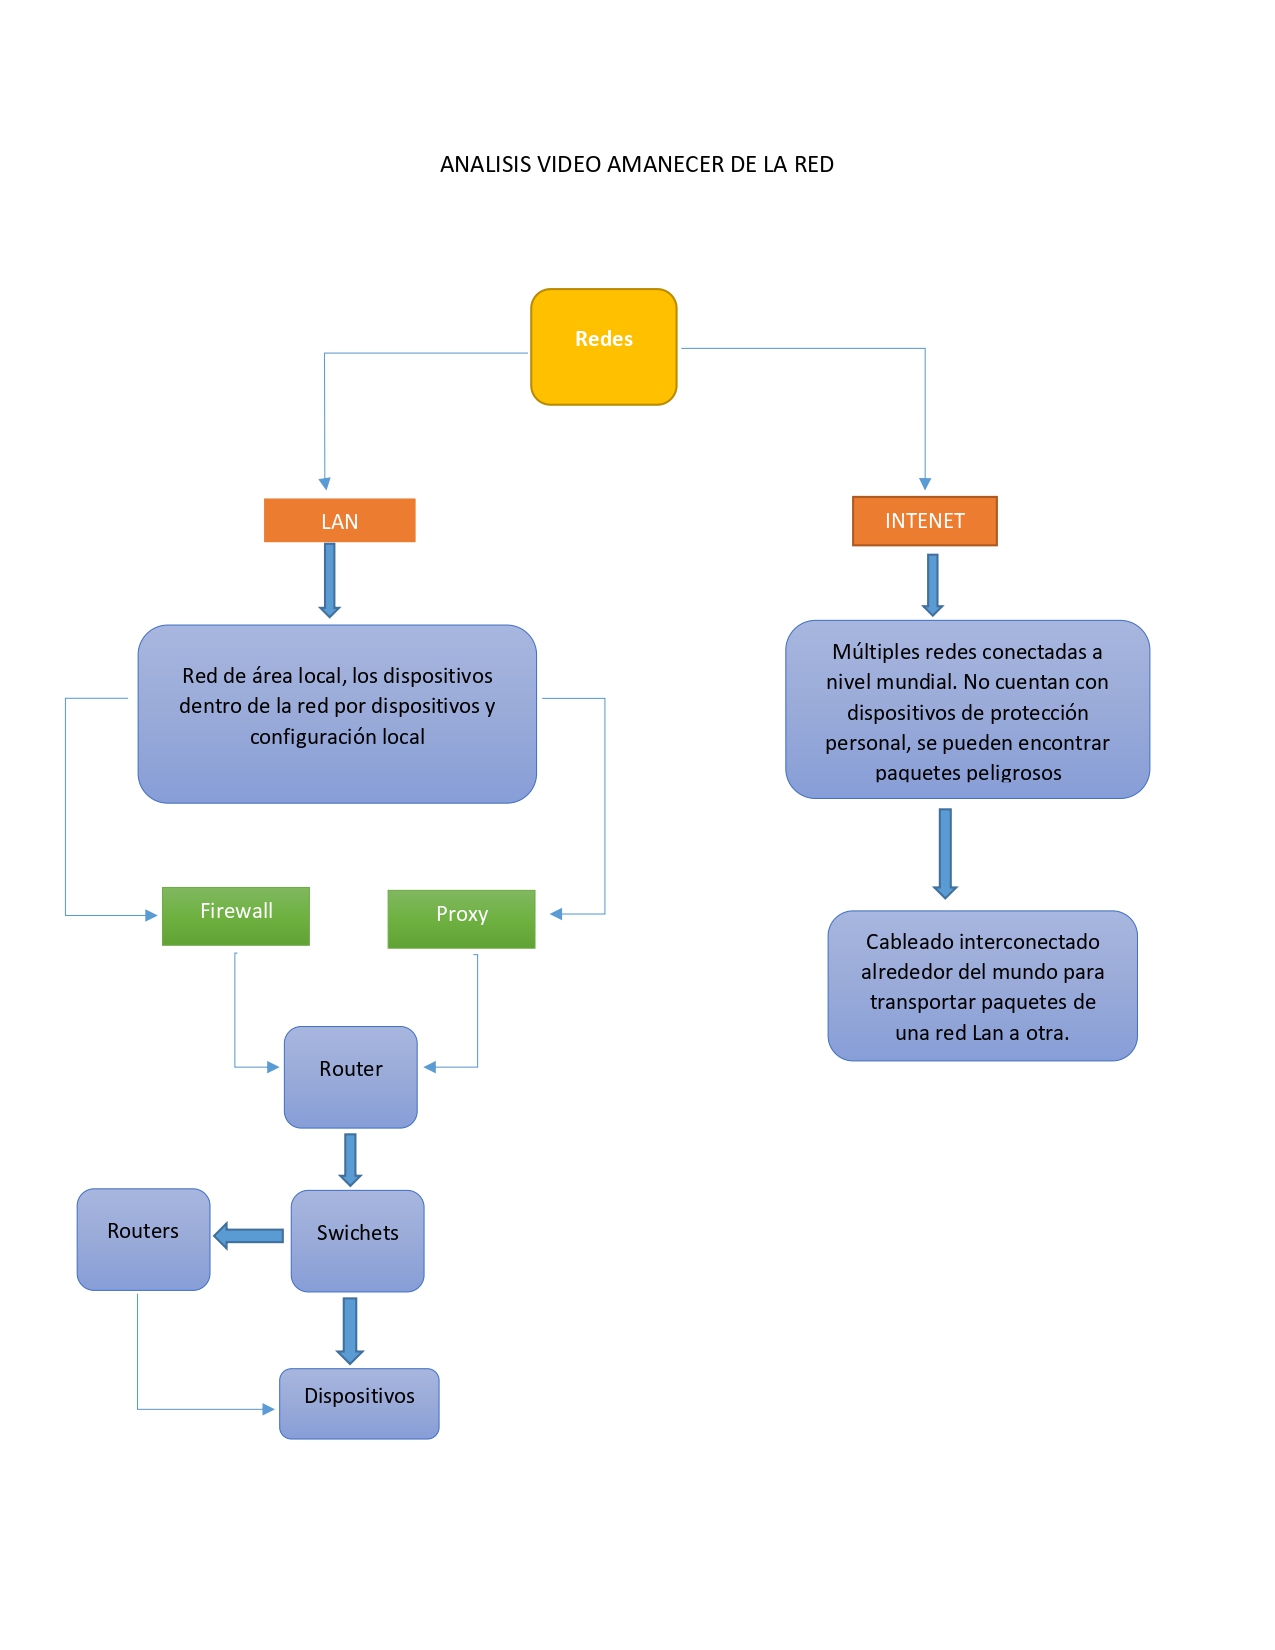 ANALISIS VIDEO AMANECER DE LA RED
Redes
LAN
INTENET
Red de área local, los dispositivos
dentro de la red por dispositivos y
configuración local
Múltiples redes conectadas a
nivel mundial. No cuentan con
dispositivos de protección
personal, se pueden encontrar
paquetes peligrosos
Firewall
Proxy
Cableado interconectado
alrededor del mundo para
transportar paquetes de
una red Lan a otra.
Router
Routers
Swichets
Dispositivos